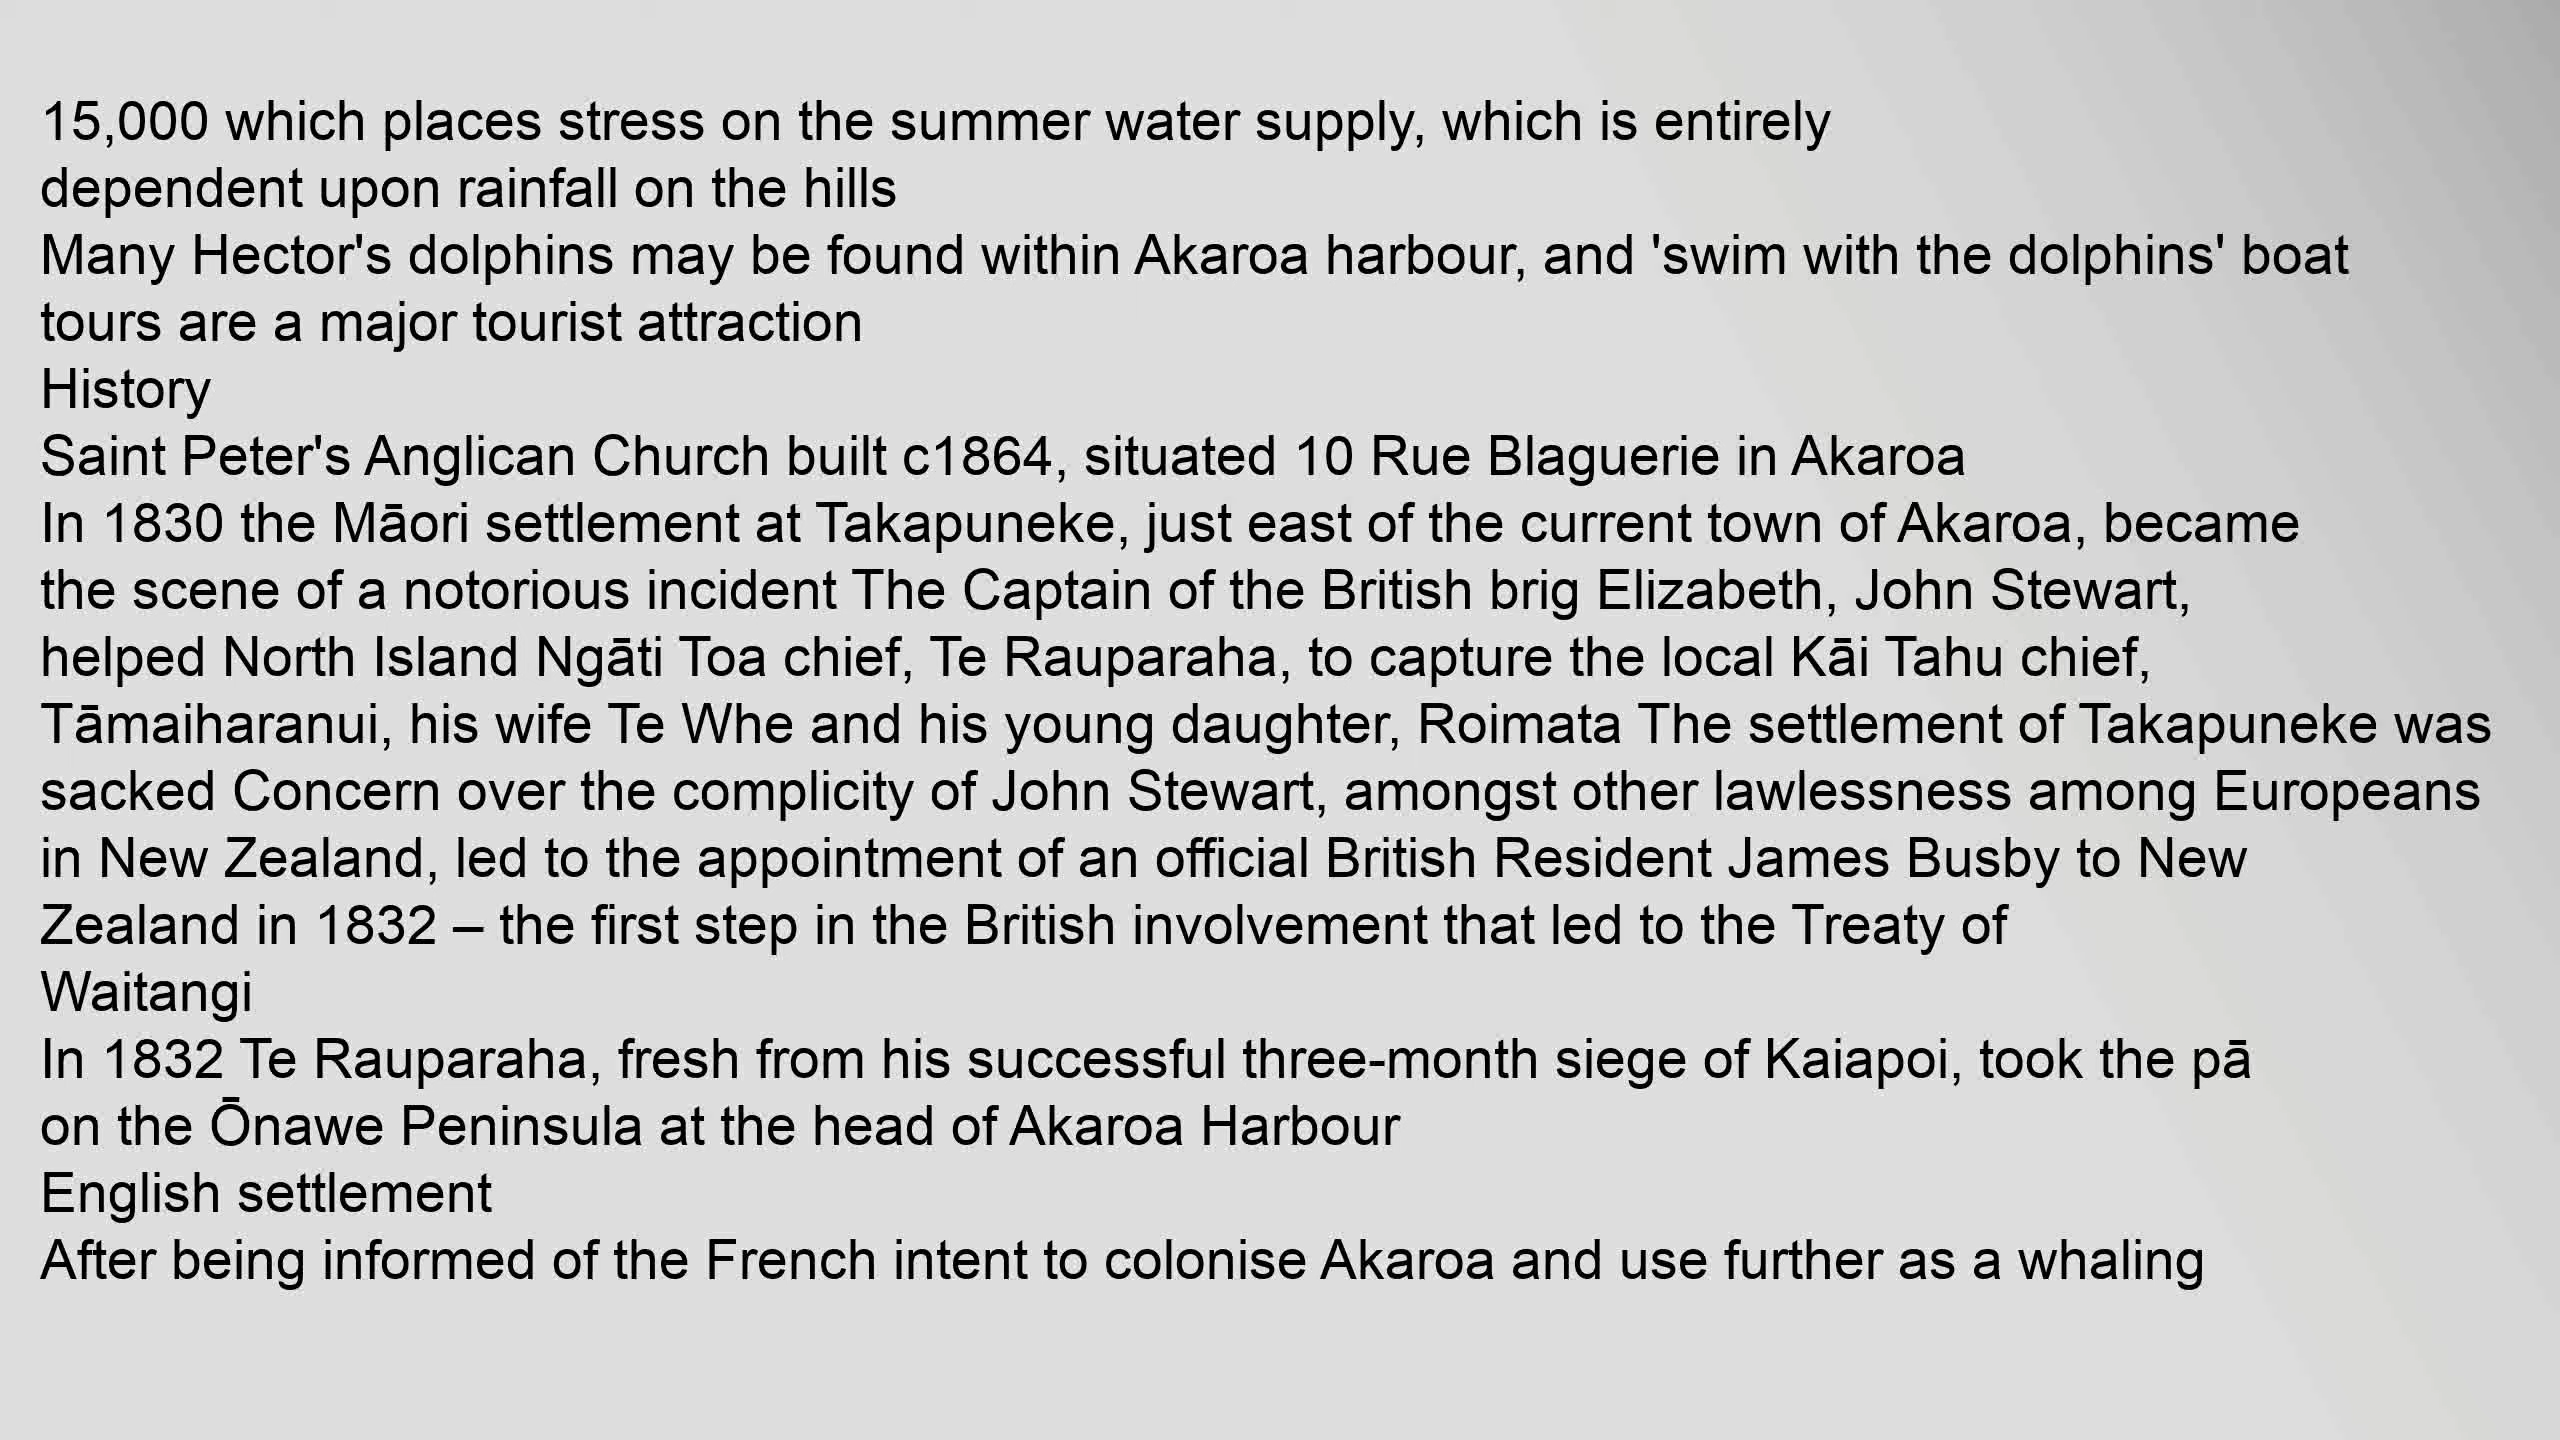 15,000 which places stress on the summer water supply, which is entirely
dependent upon rainfall on the hills
Many Hector's dolphins may be found within Akaroa harbour, and 'swim with the dolphins' boat
tours are a major tourist attraction
History
Saint Peter's Anglican Church built c1864, situated 10 Rue Blaguerie in Akaroa
In 1830 the Māori settlement at Takapuneke, just east of the current town of Akaroa, became
the scene of a notorious incident The Captain of the British brig Elizabeth, John Stewart,
helped North Island Ngāti Toa chief, Te Rauparaha, to capture the local Kāi Tahu chief,
Tāmaiharanui, his wife Te Whe and his young daughter, Roimata The settlement of Takapuneke was
sacked Concern over the complicity of John Stewart, amongst other lawlessness among Europeans
in New Zealand, led to the appointment of an official British Resident James Busby to New
Zealand in 1832 – the first step in the British involvement that led to the Treaty of
Waitangi
In 1832 Te Rauparaha, fresh from his successful three-month siege of Kaiapoi, took the pā
on the Ōnawe Peninsula at the head of Akaroa Harbour
English settlement
After being informed of the French intent to colonise Akaroa and use further as a whaling